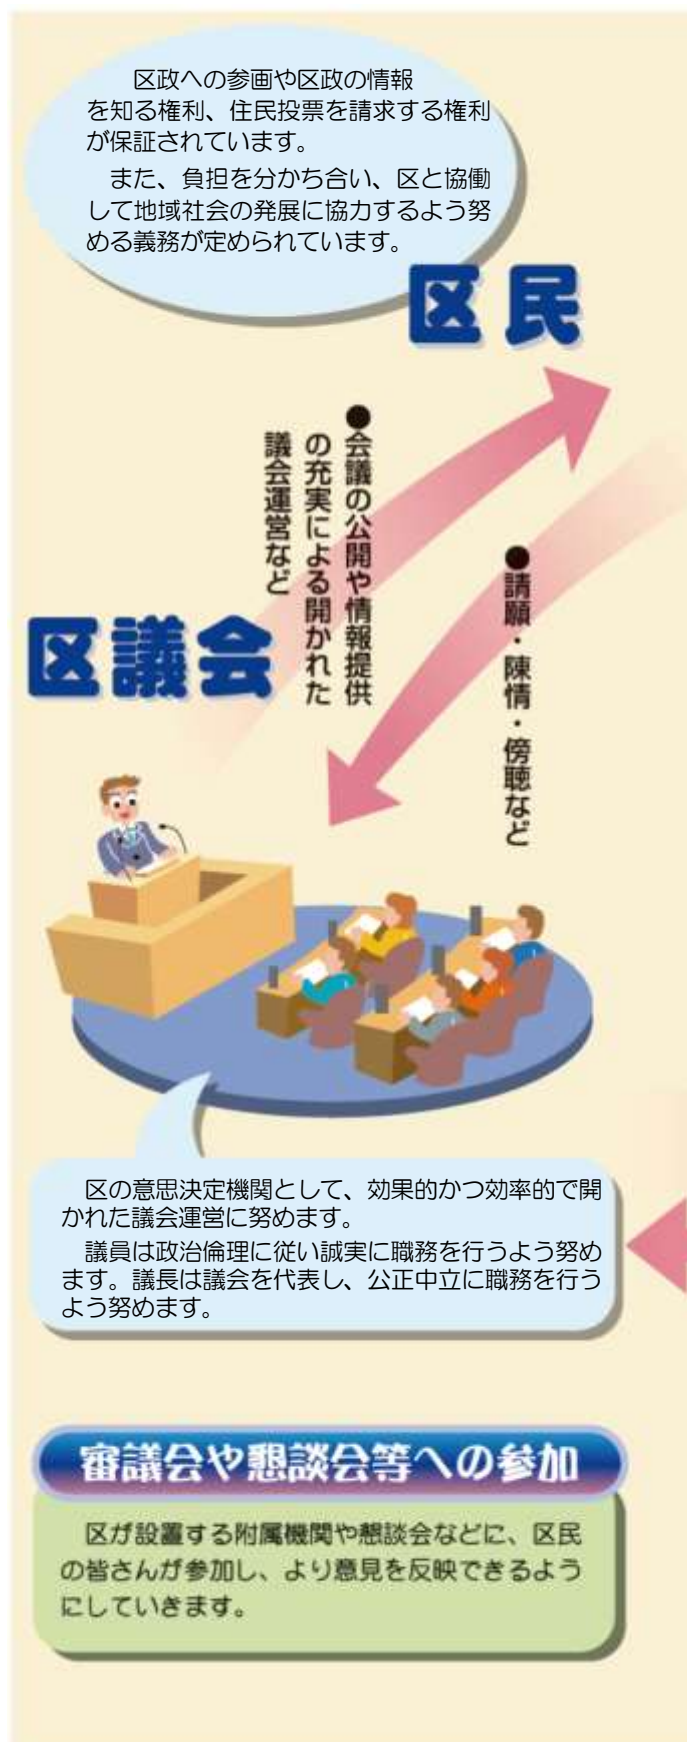 区政への参画や区政の情報
を知る権利、住民投票を請求する権利
が保証されています。
また、負担を分かち合い、区と協働
して地域社会の発展に協力するよう努
める義務が定められています。
区民
●会議の公開や情報提供
の充実による開かれた
議会運営など
●請願・陳情・傍聴など
区議会
区の意思決定機関として、効果的かつ効率的で開
かれた議会運営に努めます。
議員は政治倫理に従い誠実に職務を行うよう努め
ます。議長は議会を代表し、公正中立に職務を行う
よう努めます。
審議会や懇談会等への参加
区が設置する附属機関や懇談会などに、区民
の皆さんが参加し、より意見を反映できるよう
にしていきます。